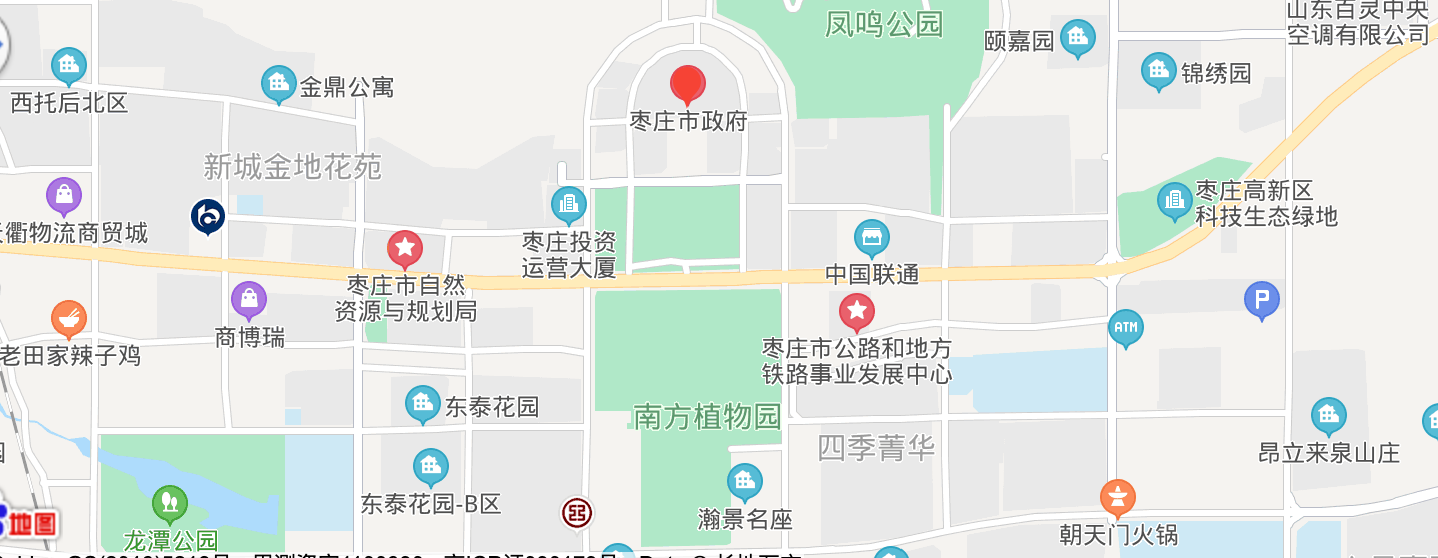 山东百灵中央
空调有限公司
凤鸣公园
颐嘉园
锦绣园
金鼎公寓
西托后北区
枣庄市政府
新城金地花苑
枣庄高新区
科技生态绿地
衢物流商贸城
枣庄投资
运营大厦
中国联通
枣庄市自然
资源与规划局
P
商博瑞
ATM
老田家辣子鸡
枣庄市公路和地方
铁路事业发展中心
东泰花园
南方植物园
四季菁华
昂立来泉山庄
东泰花园-B区
瀚景名座
地图
龙潭公园
朝天门火锅